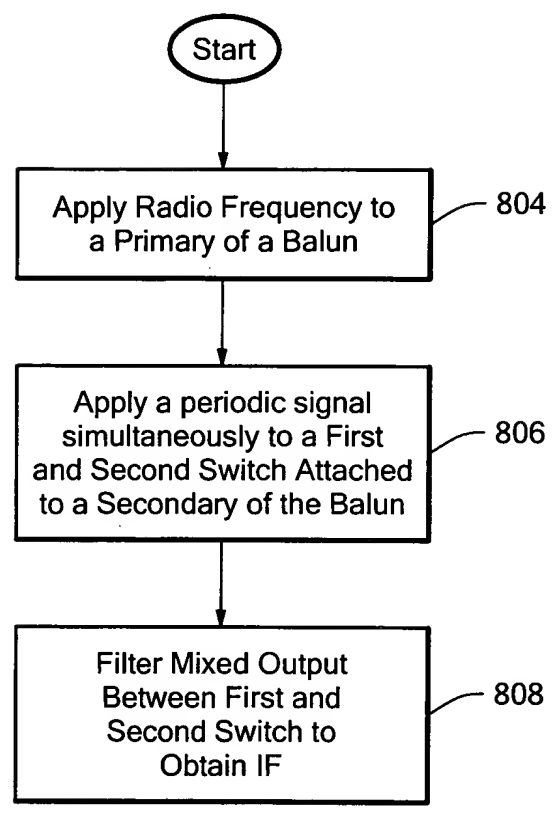 Start
Apply Radio Frequency to
a Primary of a Balun
804
Apply a periodic signal
simultaneously to a First
and Second Switch Attached
to a Secondary of the Balun
806
Filter Mixed Output
Between First and
Second Switch to
Obtain IF
808